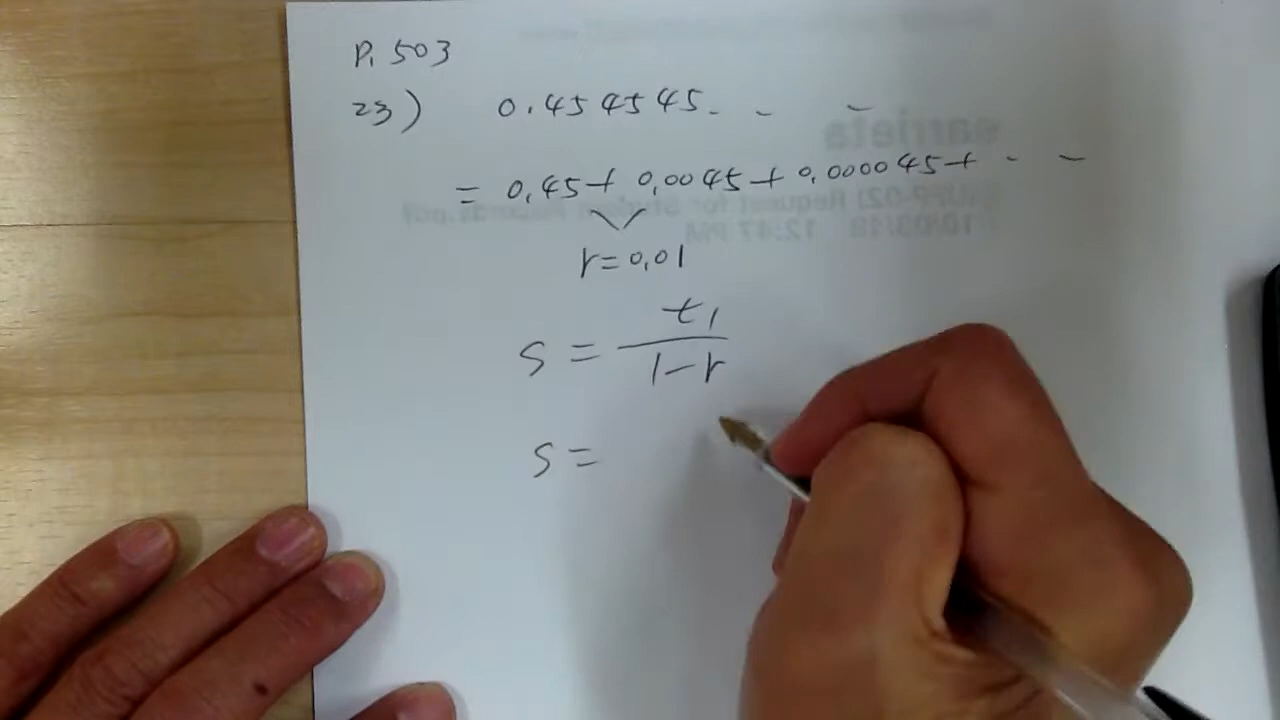 P. 503
23) 0.454545. - -
= 0.45+ 0.0045+ 0.000045+ - -
r=0.01
t1
S = ―
1-r
S =